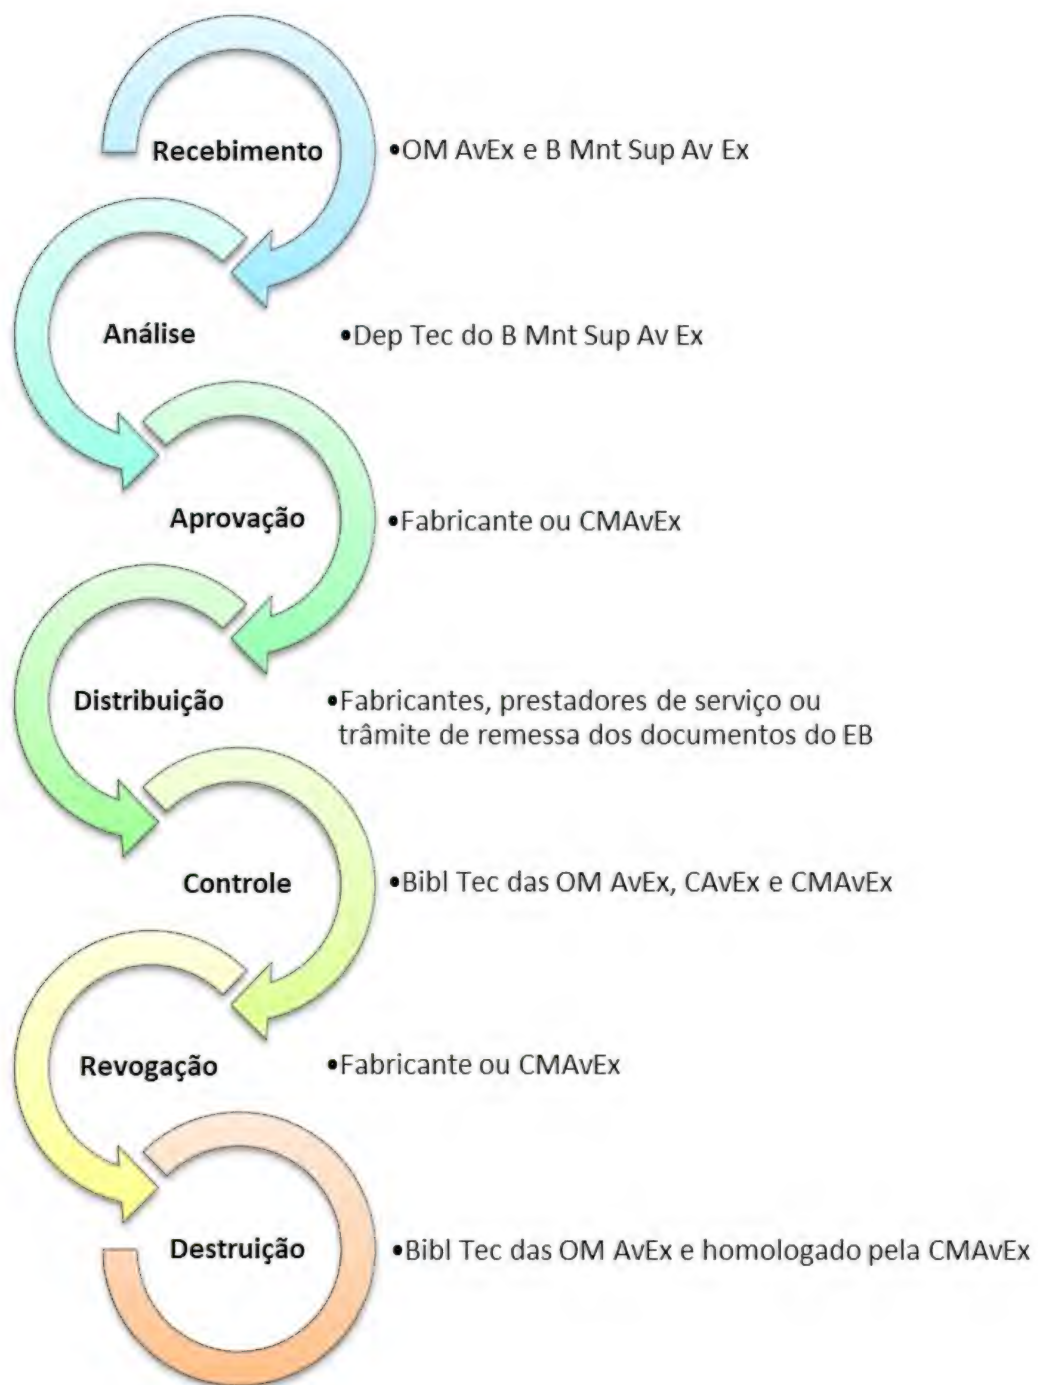 Recebimento
•OM AvEx e B Mnt Sup Av Ex
Análise
•Dep Tec do B Mnt Sup Av Ex
Aprovação
•Fabricante ou CMAvEx
Distribuição
•Fabricantes, prestadores de serviço ou
trâmite de remessa dos documentos do EB
Controle
•Bibl Tec das OM AvEx, CAvEx e CMAvEx
Revogação
•Fabricante ou CMAvEx
Destruição
•Bibl Tec das OM AvEx e homologado pela CMAvEx